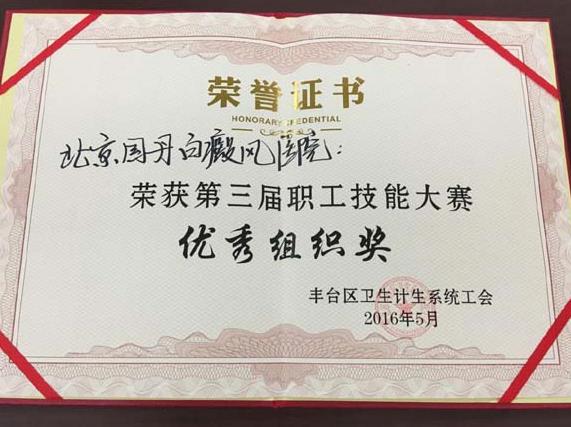 荣誉证书
HONORARY CREDENTIAL
北京国丹白癜风医院：
荣获第三届职工技能大赛
优秀组织奖
丰台区卫生计生系统工会
2016年5月